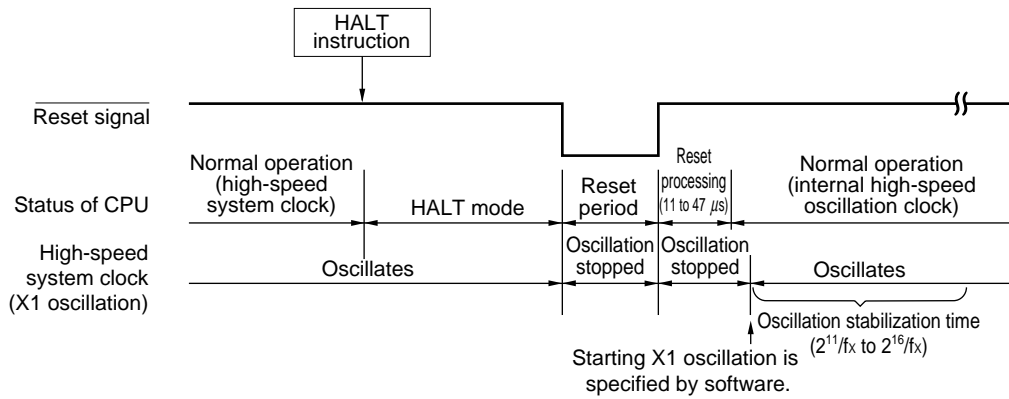 HALT
instruction
Reset signal
Status of CPU
Normal operation
(high-speed
system clock)
HALT mode
Reset
period
Reset
processing
(11 to 47 μs)
Normal operation
(internal high-speed
oscillation clock)
High-speed
system clock
(X1 oscillation)
Oscillates
Oscillation
stopped
Oscillation
stopped
Oscillates
Oscillation stabilization time
(2¹¹/fX to 2¹⁶/fX)
Starting X1 oscillation is
specified by software.